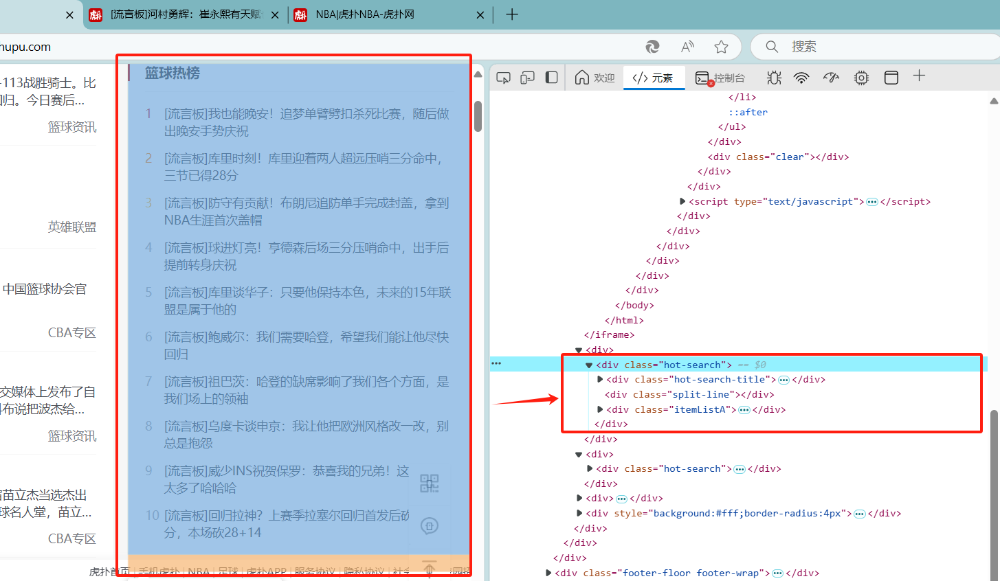 [流言板]河村勇辉：崔永熙有天赋
NBA|虎扑NBA-虎扑网
hupu.com
搜索
-113战胜骑士。比
归。今日赛后...
篮球资讯
英雄联盟
中国篮球协会官
CBA专区
交媒体上发布了自
布说把波杰给...
篮球资讯
苗立杰当选杰出
球名人堂，苗立...
CBA专区
篮球热榜
1 [流言板]我也能晚安！追梦单臂劈扣杀死比赛，随后做
出晚安手势庆祝
2 [流言板]库里时刻！库里迎着两人超远压哨三分命中，
三节已得28分
3 [流言板]防守有贡献！布朗尼追防单手完成封盖，拿到
NBA生涯首次盖帽
4 [流言板]球进灯亮！亨德森后场三分压哨命中，出手后
提前转身庆祝
5 [流言板]库里谈华子：只要他保持本色，未来的15年联
盟是属于他的
6 [流言板]鲍威尔：我们需要哈登，希望我们能让他尽快
回归
7 [流言板]祖巴茨：哈登的缺席影响了我们各个方面，是
我们场上的领袖
8 [流言板]乌度卡谈申京：我让他把欧洲风格改一改，别
总是抱怨
9 [流言板]威少INS祝贺保罗：恭喜我的兄弟！这
太多了哈哈哈
10 [流言板]回归拉神？上赛季拉塞尔回归首发后砍
分，本场砍28+14
虎扑首页 | 手机虎扑 | NBA | 足球 | 虎扑APP | 服务协议 | 隐私协议 | 社会
园招
欢迎
</> 元素
控制台
</li>
::after
</ul>
</div>
<div class="clear"></div>
</div>
</div>
<script type="text/javascript">•••</script>
</div>
</div>
</div>
</div>
</div>
</div>
</body>
</html>
</iframe>
<div>
••• <div class="hot-search"> == $0
<div class="hot-search-title">•••</div>
<div class="split-line"></div>
<div class="itemListA">•••</div>
</div>
</div>
<div>
<div class="hot-search">•••</div>
</div>
<div>•••</div>
<div style="background:#fff;border-radius:4px">•••</div>
</div>
</div>
</div>
<div class="footer-floor footer-wrap">•••</div>